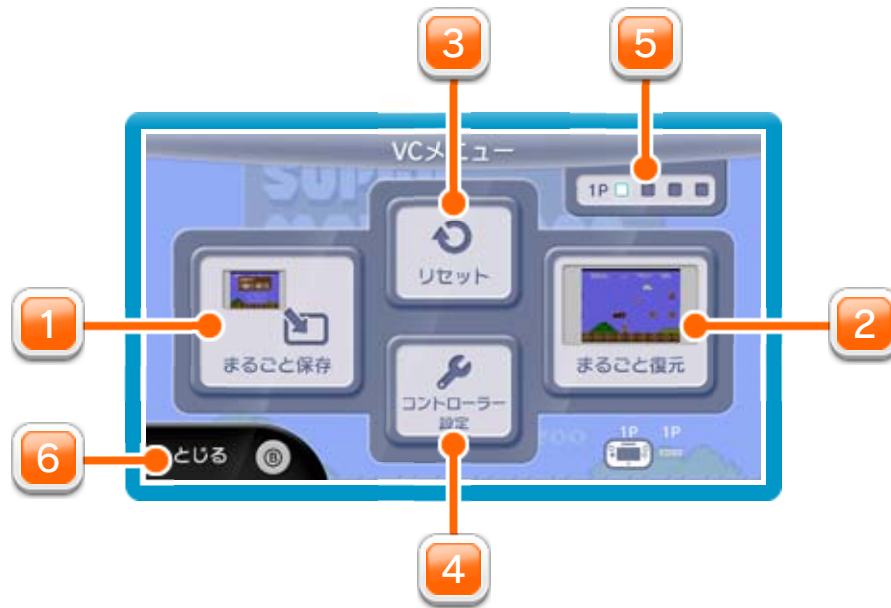 3
5
VCメニュー
SUPER
1P
リセット
1
2
まるごと保存
まるごと復元
コントローラー
設定
1P 1P
6
とじる B
4